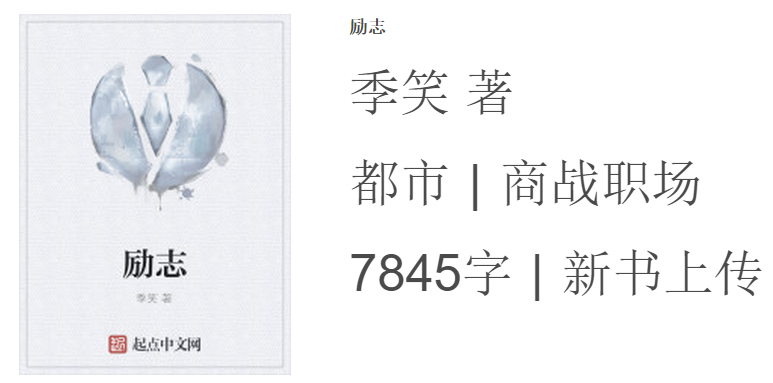 励志
季笑 著
起点中文网
励志
季笑 著
都市 | 商战职场
7845字 | 新书上传